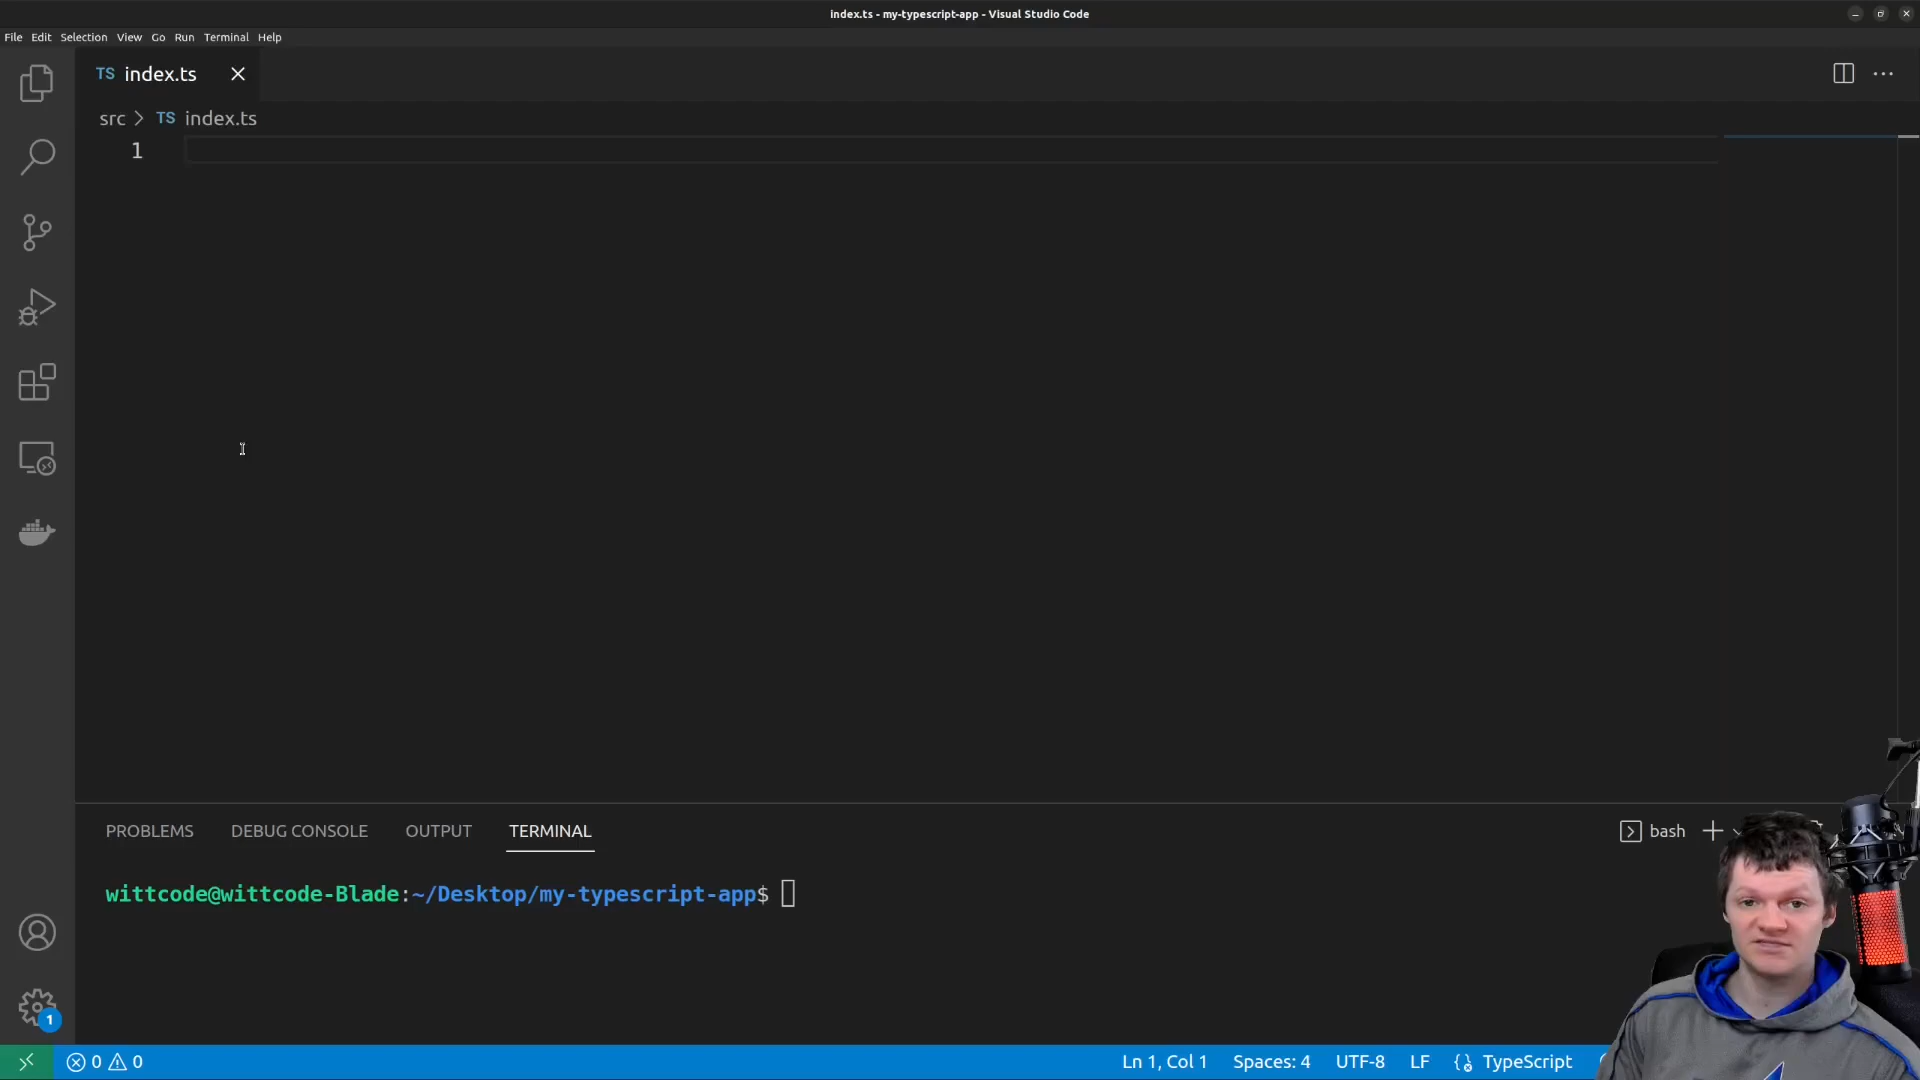 index.ts - my-typescript-app - Visual Studio Code
File Edit Selection View Go Run Terminal Help
TS index.ts
src > TS index.ts
1
PROBLEMS DEBUG CONSOLE OUTPUT TERMINAL
bash
wittcode@wittcode-Blade:~/Desktop/my-typescript-app$
1
0 0 Ln 1, Col 1 Spaces: 4 UTF-8 LF TypeScript